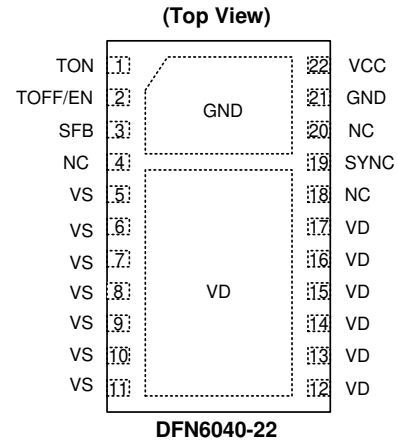 (Top View)
TON 1 22 VCC
TOFF/EN 2 GND 21 GND
SFB 3 20 NC
NC 4 19 SYNC
VS 5 18 NC
VS 6 17 VD
VS 7 16 VD
VS 8 VD 15 VD
VS 9 14 VD
VS 10 13 VD
VS 11 12 VD
DFN6040-22